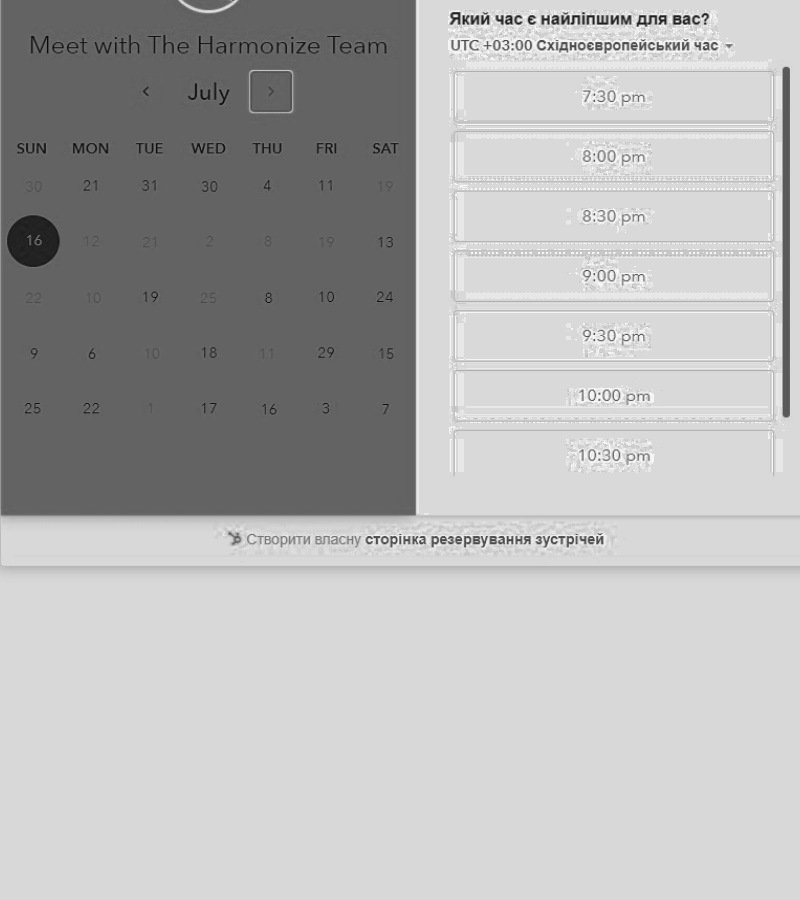 Meet with The Harmonize Team
July
SUN MON TUE WED THU FRI SAT
30 21 31 30 4 11 19
16 12 21 2 8 19 13
22 10 19 25 8 10 24
9 6 10 18 11 29 15
25 22 1 17 16 3 7
Який час є найліпшим для вас?
UTC +03:00 Східноєвропейський час
7:30 pm
8:00 pm
8:30 pm
9:00 pm
9:30 pm
10:00 pm
10:30 pm
Створити власну сторінка резервування зустрічей